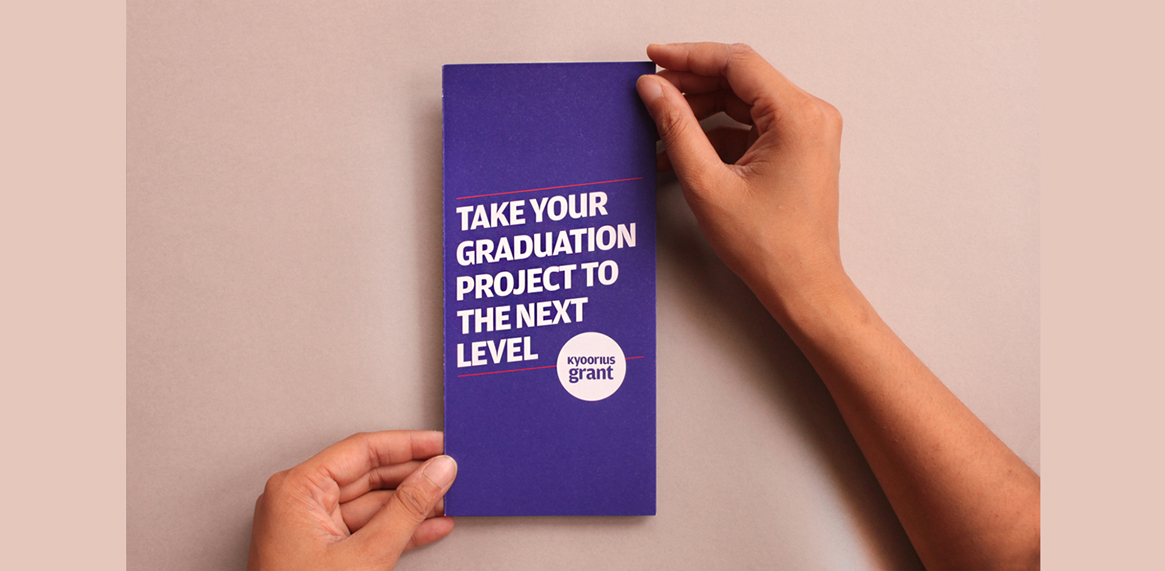 TAKE YOUR
GRADUATION
PROJECT TO
THE NEXT
LEVEL
KYOORIUS
grant